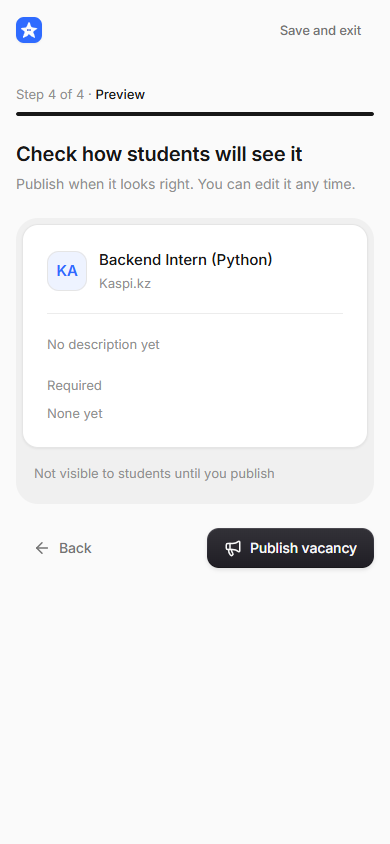 Save and exit
Step 4 of 4 · Preview
Check how students will see it
Publish when it looks right. You can edit it any time.
KA
Backend Intern (Python)
Kaspi.kz
No description yet
Required
None yet
Not visible to students until you publish
Back
Publish vacancy